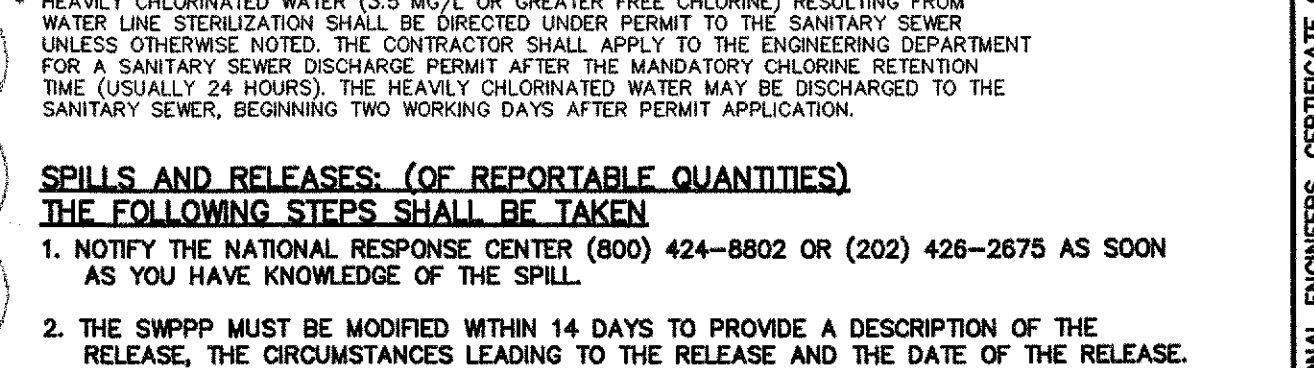 * HEAVILY CHLORINATED WATER (3.5 MG/L OR GREATER FREE CHLORINE) RESULTING FROM
WATER LINE STERILIZATION SHALL BE DIRECTED UNDER PERMIT TO THE SANITARY SEWER
UNLESS OTHERWISE NOTED. THE CONTRACTOR SHALL APPLY TO THE ENGINEERING DEPARTMENT
FOR A SANITARY SEWER DISCHARGE PERMIT AFTER THE MANDATORY CHLORINE RETENTION
TIME (USUALLY 24 HOURS). THE HEAVILY CHLORINATED WATER MAY BE DISCHARGED TO THE
SANITARY SEWER, BEGINNING TWO WORKING DAYS AFTER PERMIT APPLICATION.
SPILLS AND RELEASES: (OF REPORTABLE QUANTITIES)
THE FOLLOWING STEPS SHALL BE TAKEN
1. NOTIFY THE NATIONAL RESPONSE CENTER (800) 424-8802 OR (202) 426-2675 AS SOON
AS YOU HAVE KNOWLEDGE OF THE SPILL.
2. THE SWPPP MUST BE MODIFIED WITHIN 14 DAYS TO PROVIDE A DESCRIPTION OF THE
RELEASE, THE CIRCUMSTANCES LEADING TO THE RELEASE AND THE DATE OF THE RELEASE.
ENGINEERS CERTIFICATE